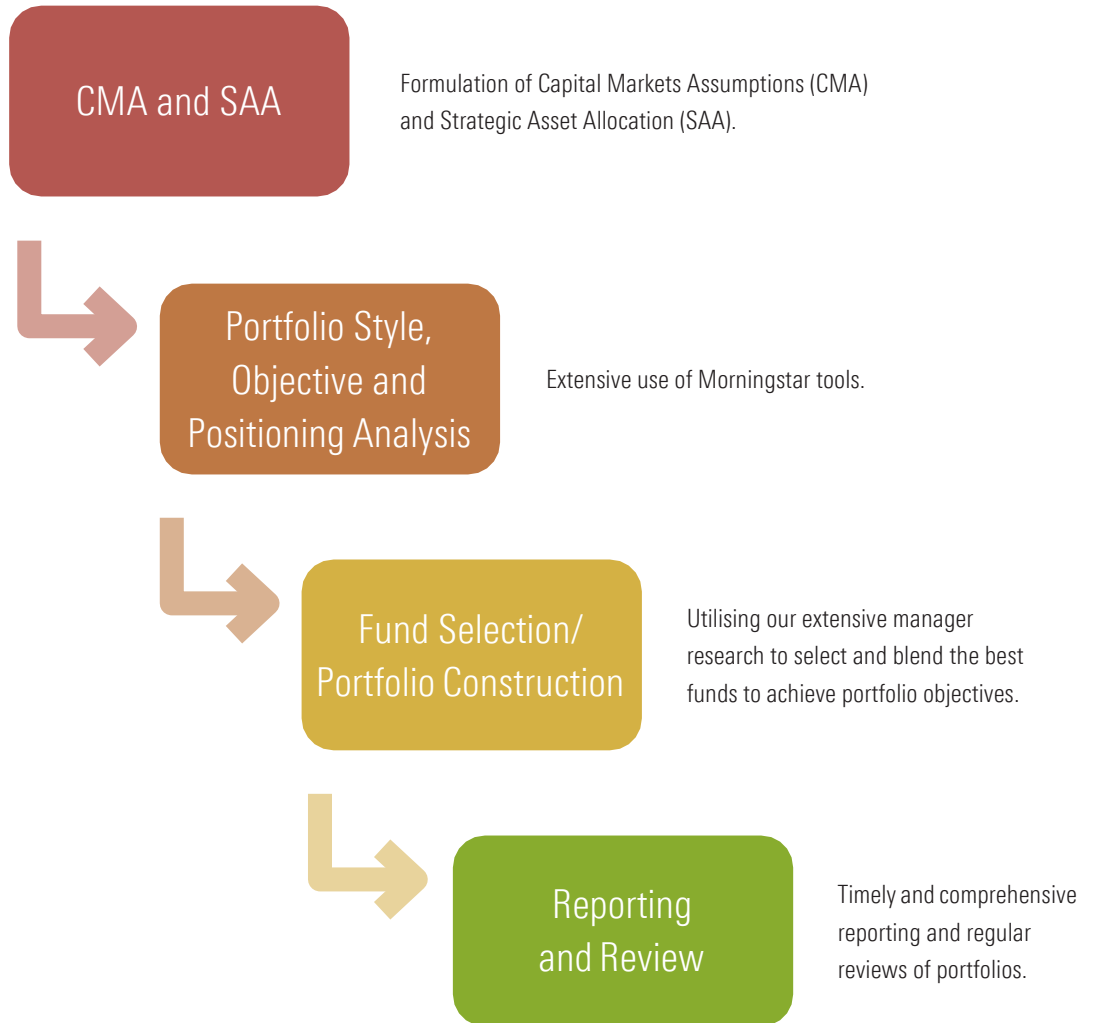 CMA and SAA
Formulation of Capital Markets Assumptions (CMA)
and Strategic Asset Allocation (SAA).
Portfolio Style,
Objective and
Positioning Analysis
Extensive use of Morningstar tools.
Fund Selection/
Portfolio Construction
Utilising our extensive manager
research to select and blend the best
funds to achieve portfolio objectives.
Reporting
and Review
Timely and comprehensive
reporting and regular
reviews of portfolios.